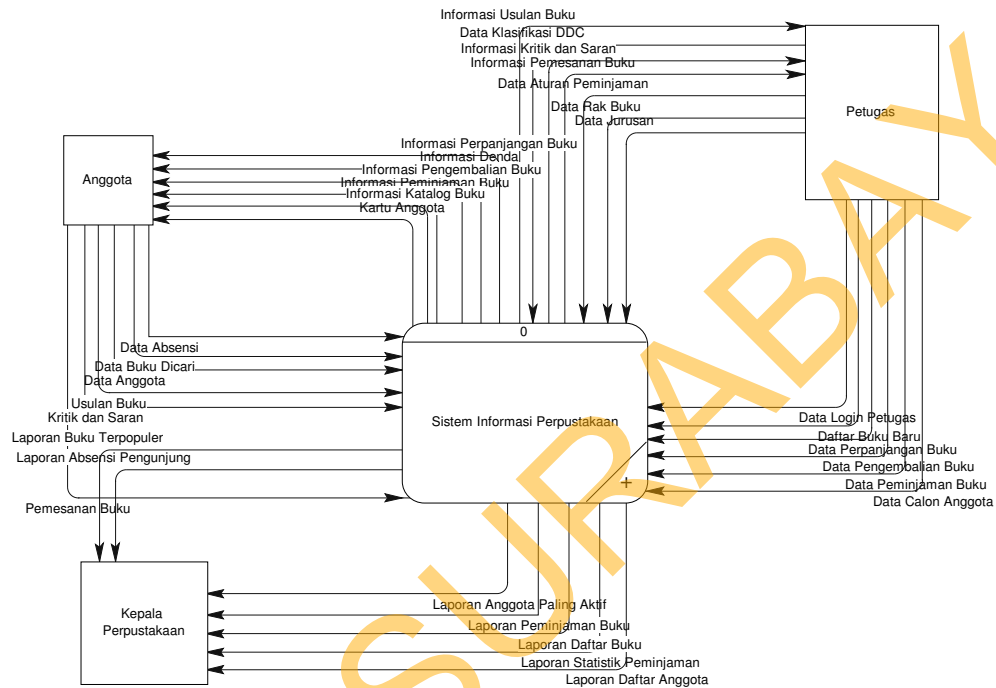 Informasi Usulan Buku
Data Klasifikasi DDC
Informasi Kritik dan Saran
Informasi Pemesanan Buku
Data Aturan Peminjaman
Data Rak Buku
Data Jurusan
Petugas
Informasi Perpanjangan Buku
Informasi Denda
Informasi Pengembalian Buku
Informasi Peminjaman Buku
Informasi Katalog Buku
Kartu Anggota
Anggota
0
Sistem Informasi Perpustakaan
+
Data Absensi
Data Buku Dicari
Data Anggota
Usulan Buku
Kritik dan Saran
Laporan Buku Terpopuler
Laporan Absensi Pengunjung
Pemesanan Buku
Data Login Petugas
Daftar Buku Baru
Data Perpanjangan Buku
Data Pengembalian Buku
Data Peminjaman Buku
Data Calon Anggota
Kepala
Perpustakaan
Laporan Anggota Paling Aktif
Laporan Peminjaman Buku
Laporan Daftar Buku
Laporan Statistik Peminjaman
Laporan Daftar Anggota
SURABAY